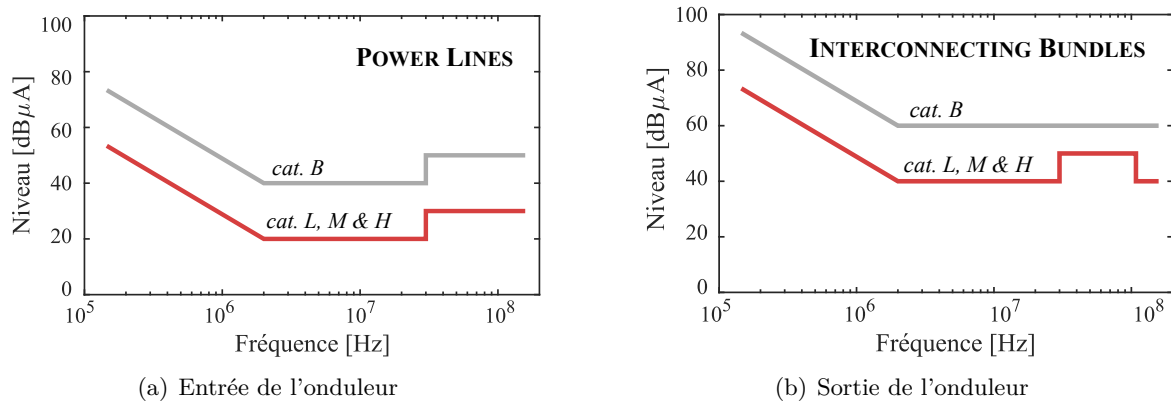 POWER LINES
Niveau [dBµA]
100
80
60
40
20
0
cat. B
cat. L, M & H
10^5
10^6
10^7
10^8
Fréquence [Hz]
(a) Entrée de l'onduleur
INTERCONNECTING BUNDLES
Niveau [dBµA]
100
80
60
40
20
0
cat. B
cat. L, M & H
10^5
10^6
10^7
10^8
Fréquence [Hz]
(b) Sortie de l'onduleur